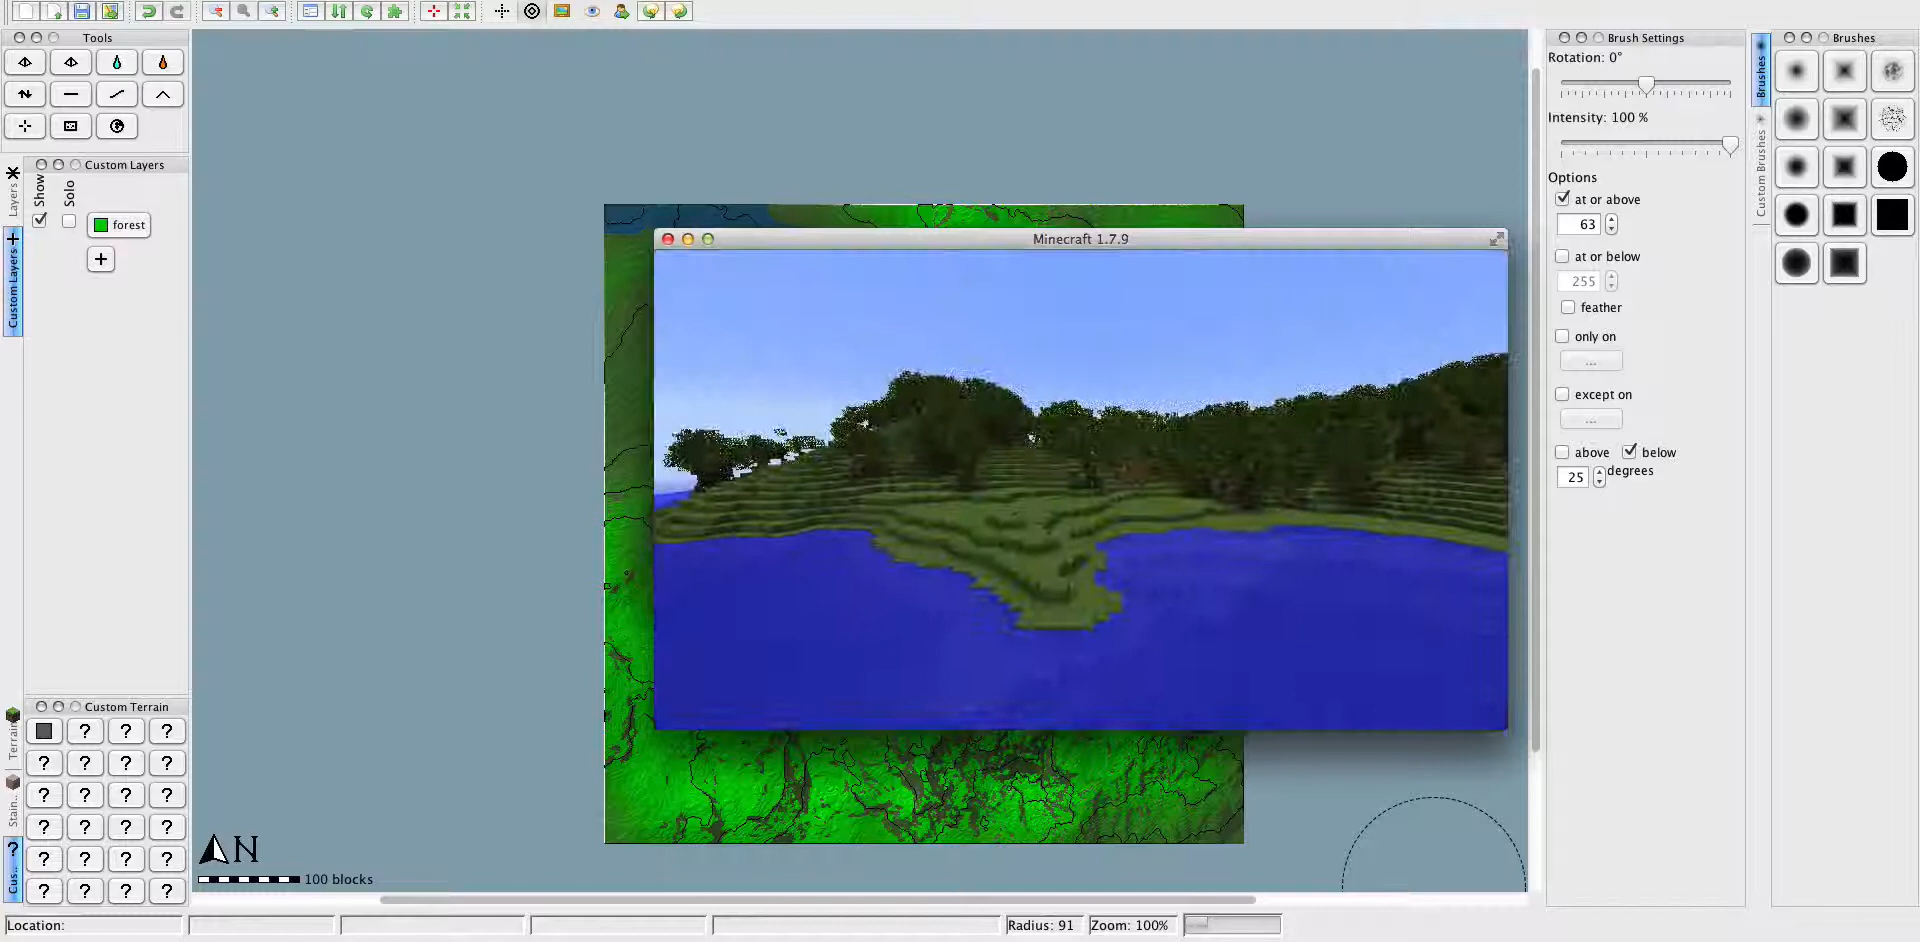 Tools
Custom Layers
Show
Solo
forest
Layers
Custom Layers
Custom Terrain
Terrain
Stain...
Cus...
? ? ?
? ? ? ?
? ? ? ?
? ? ? ?
? ? ? ?
? ? ? ?
Minecraft 1.7.9
N
100 blocks
Brush Settings
Rotation: 0°
Intensity: 100 %
Options
at or above
63
at or below
255
feather
only on
...
except on
...
above below
25 degrees
Brushes
Custom Brushes
Brushes
Location:
Radius: 91
Zoom: 100%